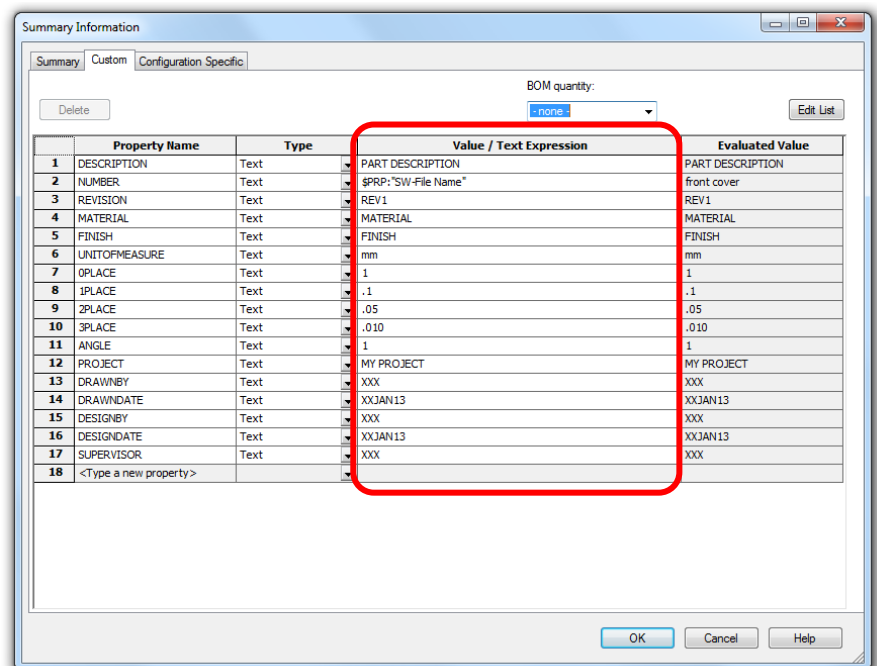 Summary Information
Summary Custom Configuration Specific
BOM quantity:
Delete - none - Edit List
Property Name Type Value / Text Expression Evaluated Value
1 DESCRIPTION Text PART DESCRIPTION PART DESCRIPTION
2 NUMBER Text $PRP:"SW-File Name" front cover
3 REVISION Text REV1 REV1
4 MATERIAL Text MATERIAL MATERIAL
5 FINISH Text FINISH FINISH
6 UNITOFMEASURE Text mm mm
7 0PLACE Text 1 1
8 1PLACE Text .1 .1
9 2PLACE Text .05 .05
10 3PLACE Text .010 .010
11 ANGLE Text 1 1
12 PROJECT Text MY PROJECT MY PROJECT
13 DRAWNBY Text XXX XXX
14 DRAWNDATE Text XXJAN13 XXJAN13
15 DESIGNBY Text XXX XXX
16 DESIGNDATE Text XXJAN13 XXJAN13
17 SUPERVISOR Text XXX XXX
18 <Type a new property>
OK Cancel Help